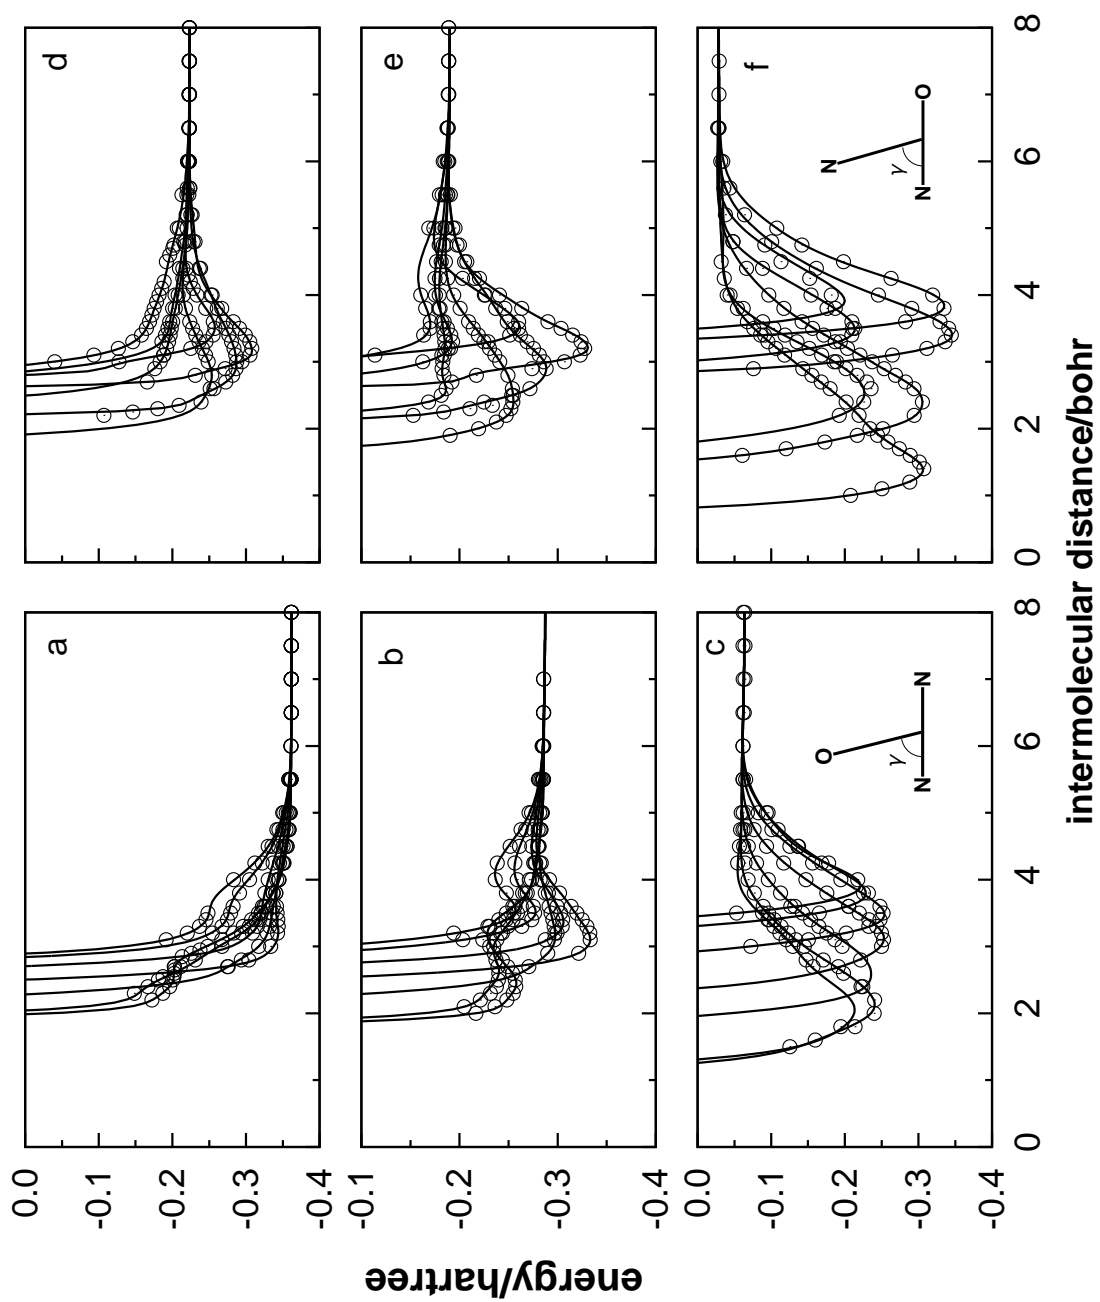 energy/hartree
0.0
-0.1
-0.2
-0.3
-0.4
a
d
-0.1
-0.2
-0.3
-0.4
b
e
0.0
-0.1
-0.2
-0.3
-0.4
c
O
γ
N N
f
N
γ
N O
0 2 4 6 8
0 2 4 6 8
intermolecular distance/bohr